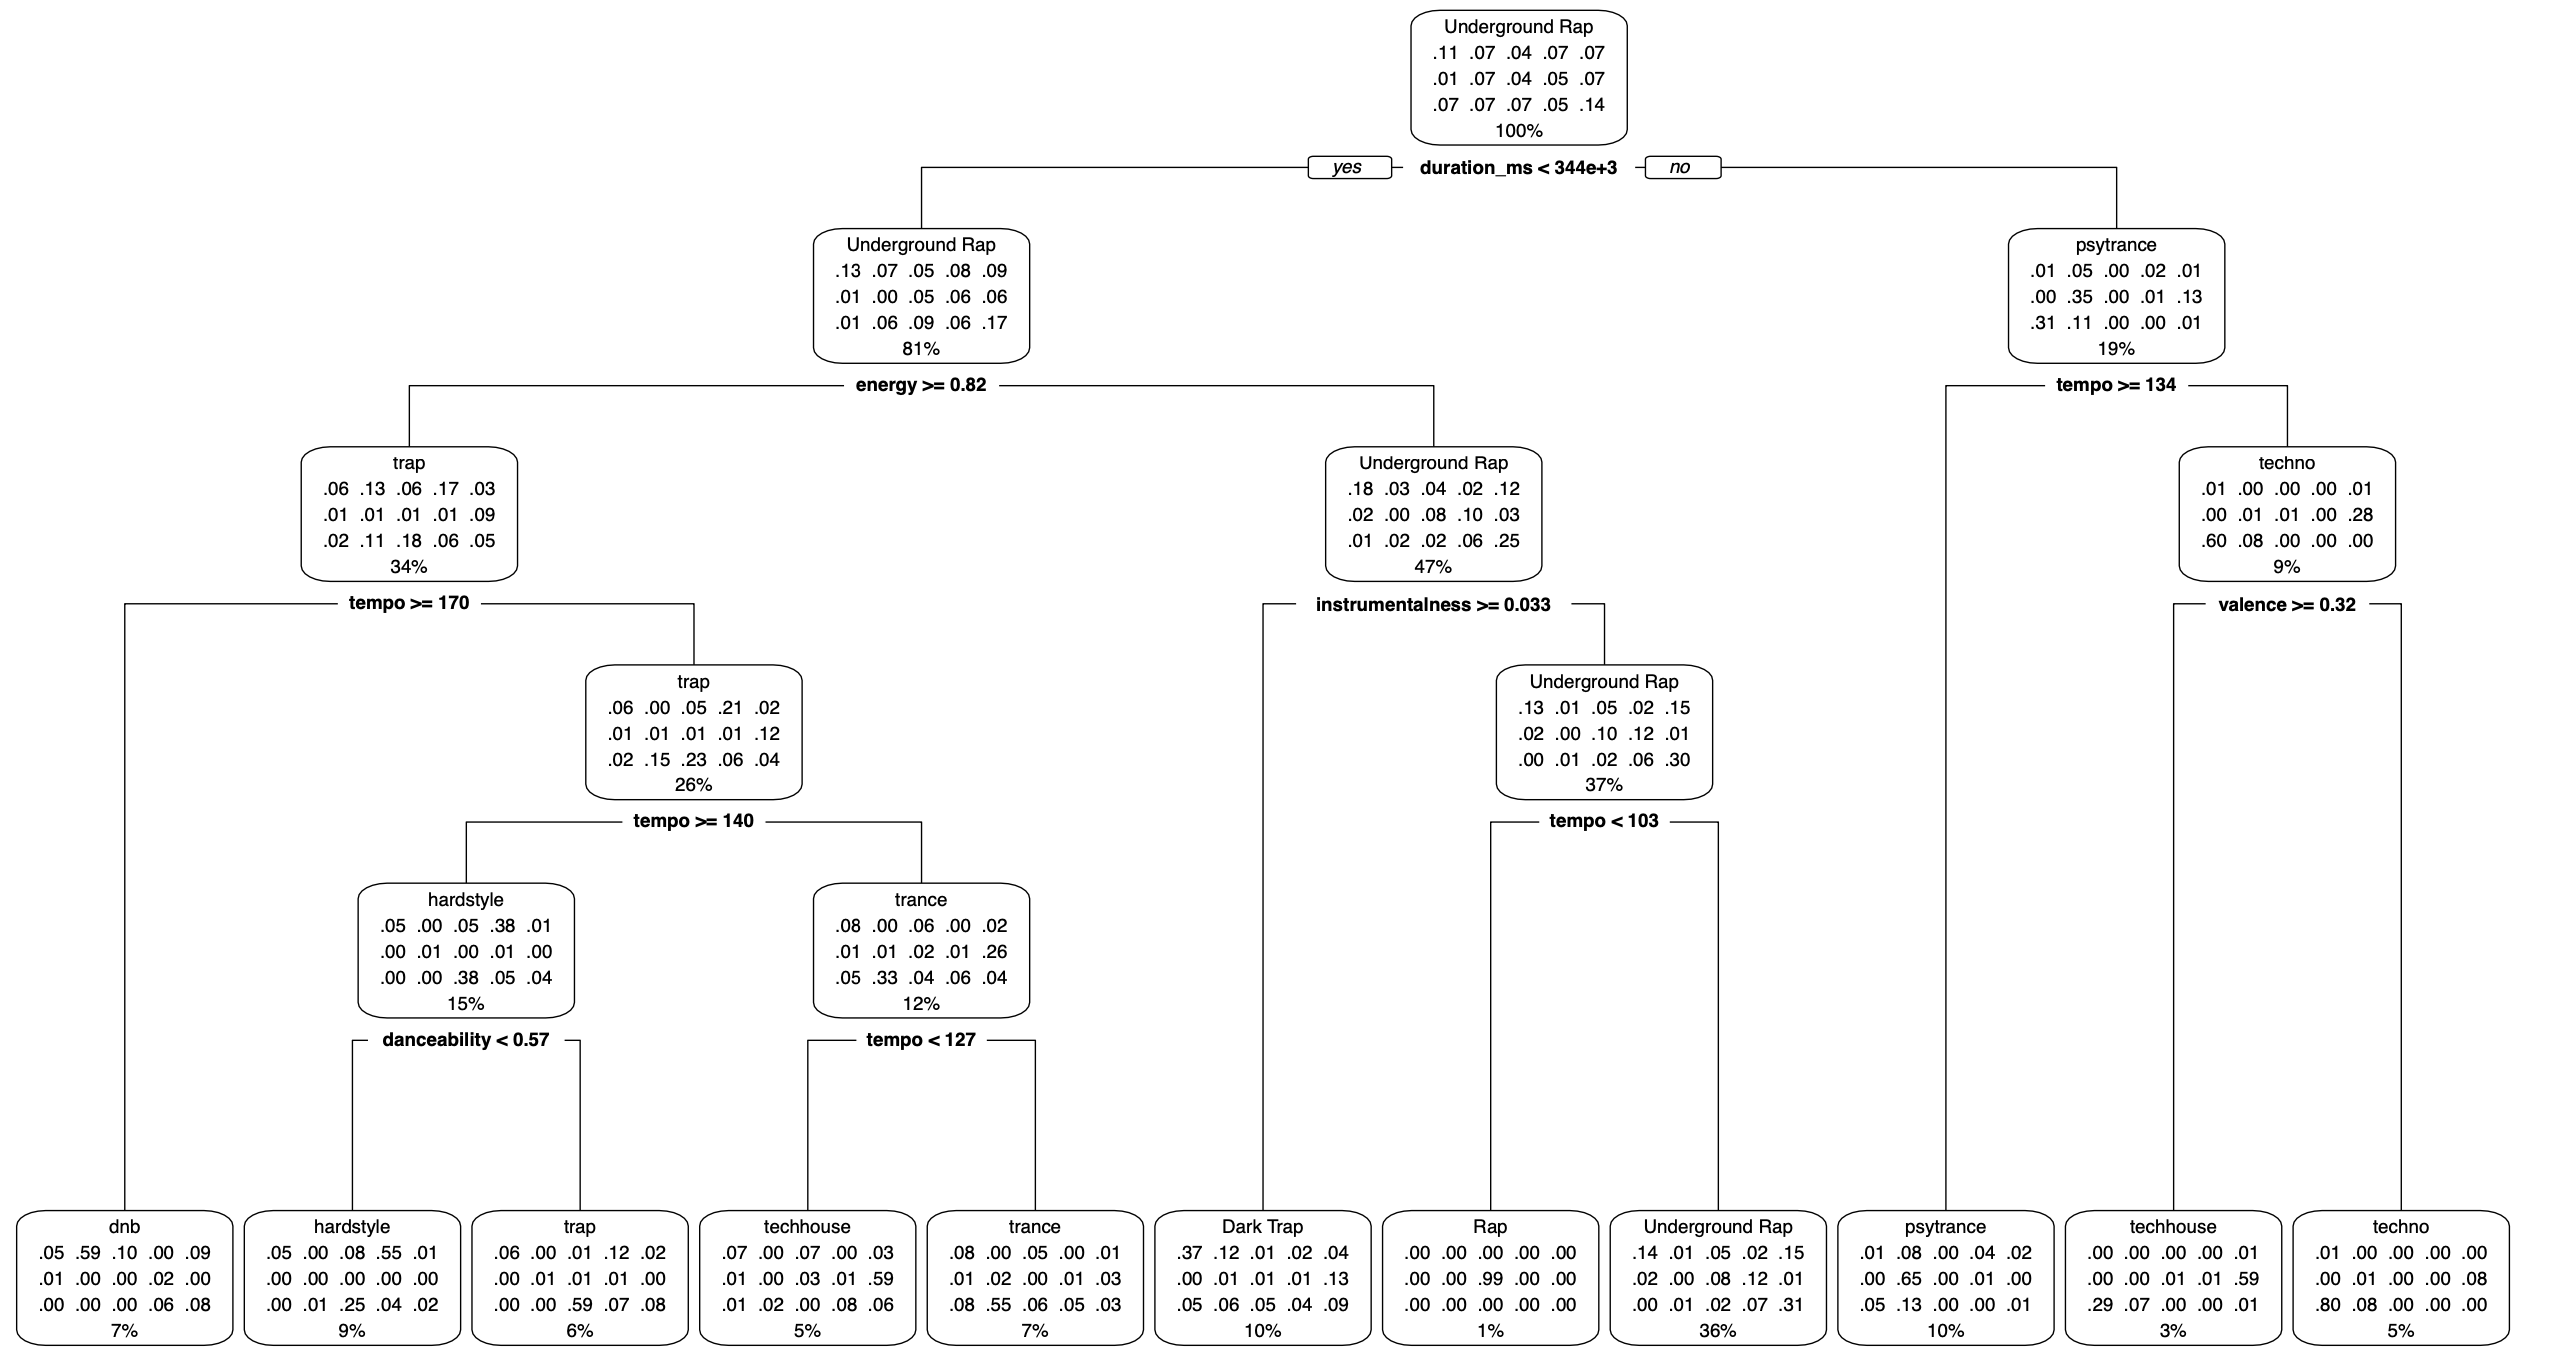 Underground Rap
.11 .07 .04 .07 .07
.01 .07 .04 .05 .07
.07 .07 .07 .05 .14
100%
yes
duration_ms < 344e+3
no
Underground Rap
.13 .07 .05 .08 .09
.01 .00 .05 .06 .06
.01 .06 .09 .06 .17
81%
psytrance
.01 .05 .00 .02 .01
.00 .35 .00 .01 .13
.31 .11 .00 .00 .01
19%
energy >= 0.82
tempo >= 134
trap
.06 .13 .06 .17 .03
.01 .01 .01 .01 .09
.02 .11 .18 .06 .05
34%
Underground Rap
.18 .03 .04 .02 .12
.02 .00 .08 .10 .03
.01 .02 .02 .06 .25
47%
techno
.01 .00 .00 .00 .01
.00 .01 .01 .00 .28
.60 .08 .00 .00 .00
9%
tempo >= 170
instrumentalness >= 0.033
valence >= 0.32
trap
.06 .00 .05 .21 .02
.01 .01 .01 .01 .12
.02 .15 .23 .06 .04
26%
Underground Rap
.13 .01 .05 .02 .15
.02 .00 .10 .12 .01
.00 .01 .02 .06 .30
37%
tempo >= 140
tempo < 103
hardstyle
.05 .00 .05 .38 .01
.00 .01 .00 .01 .00
.00 .00 .38 .05 .04
15%
trance
.08 .00 .06 .00 .02
.01 .01 .02 .01 .26
.05 .33 .04 .06 .04
12%
danceability < 0.57
tempo < 127
dnb
.05 .59 .10 .00 .09
.01 .00 .00 .02 .00
.00 .00 .00 .06 .08
7%
hardstyle
.05 .00 .08 .55 .01
.00 .00 .00 .00 .00
.00 .01 .25 .04 .02
9%
trap
.06 .00 .01 .12 .02
.00 .01 .01 .01 .00
.00 .00 .59 .07 .08
6%
techhouse
.07 .00 .07 .00 .03
.01 .00 .03 .01 .59
.01 .02 .00 .08 .06
5%
trance
.08 .00 .05 .00 .01
.01 .02 .00 .01 .03
.08 .55 .06 .05 .03
7%
Dark Trap
.37 .12 .01 .02 .04
.00 .01 .01 .01 .13
.05 .06 .05 .04 .09
10%
Rap
.00 .00 .00 .00 .00
.00 .00 .99 .00 .00
.00 .00 .00 .00 .00
1%
Underground Rap
.14 .01 .05 .02 .15
.02 .00 .08 .12 .01
.00 .01 .02 .07 .31
36%
psytrance
.01 .08 .00 .04 .02
.00 .65 .00 .01 .00
.05 .13 .00 .00 .01
10%
techhouse
.00 .00 .00 .00 .01
.00 .00 .01 .01 .59
.29 .07 .00 .00 .01
3%
techno
.01 .00 .00 .00 .00
.00 .01 .00 .00 .08
.80 .08 .00 .00 .00
5%